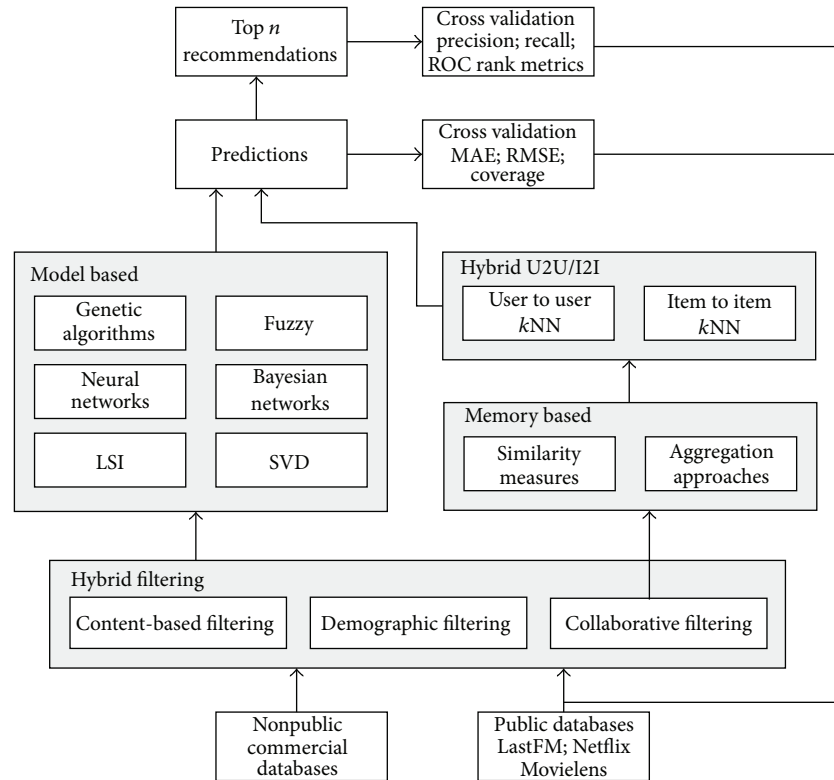 Top n
recommendations
Cross validation
precision; recall;
ROC rank metrics
Predictions
Cross validation
MAE; RMSE;
coverage
Model based
Genetic
algorithms
Fuzzy
Neural
networks
Bayesian
networks
LSI
SVD
Hybrid U2U/I2I
User to user
kNN
Item to item
kNN
Memory based
Similarity
measures
Aggregation
approaches
Hybrid filtering
Content-based filtering
Demographic filtering
Collaborative filtering
Nonpublic
commercial
databases
Public databases
LastFM; Netflix
Movielens